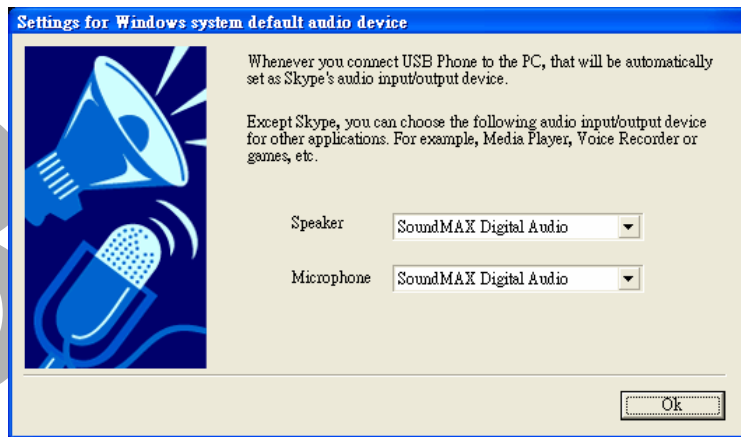 Settings for Windows system default audio device
Whenever you connect USB Phone to the PC, that will be automatically
set as Skype's audio input/output device.
Except Skype, you can choose the following audio input/output device
for other applications. For example, Media Player, Voice Recorder or
games, etc.
Speaker SoundMAX Digital Audio
Microphone SoundMAX Digital Audio
Ok